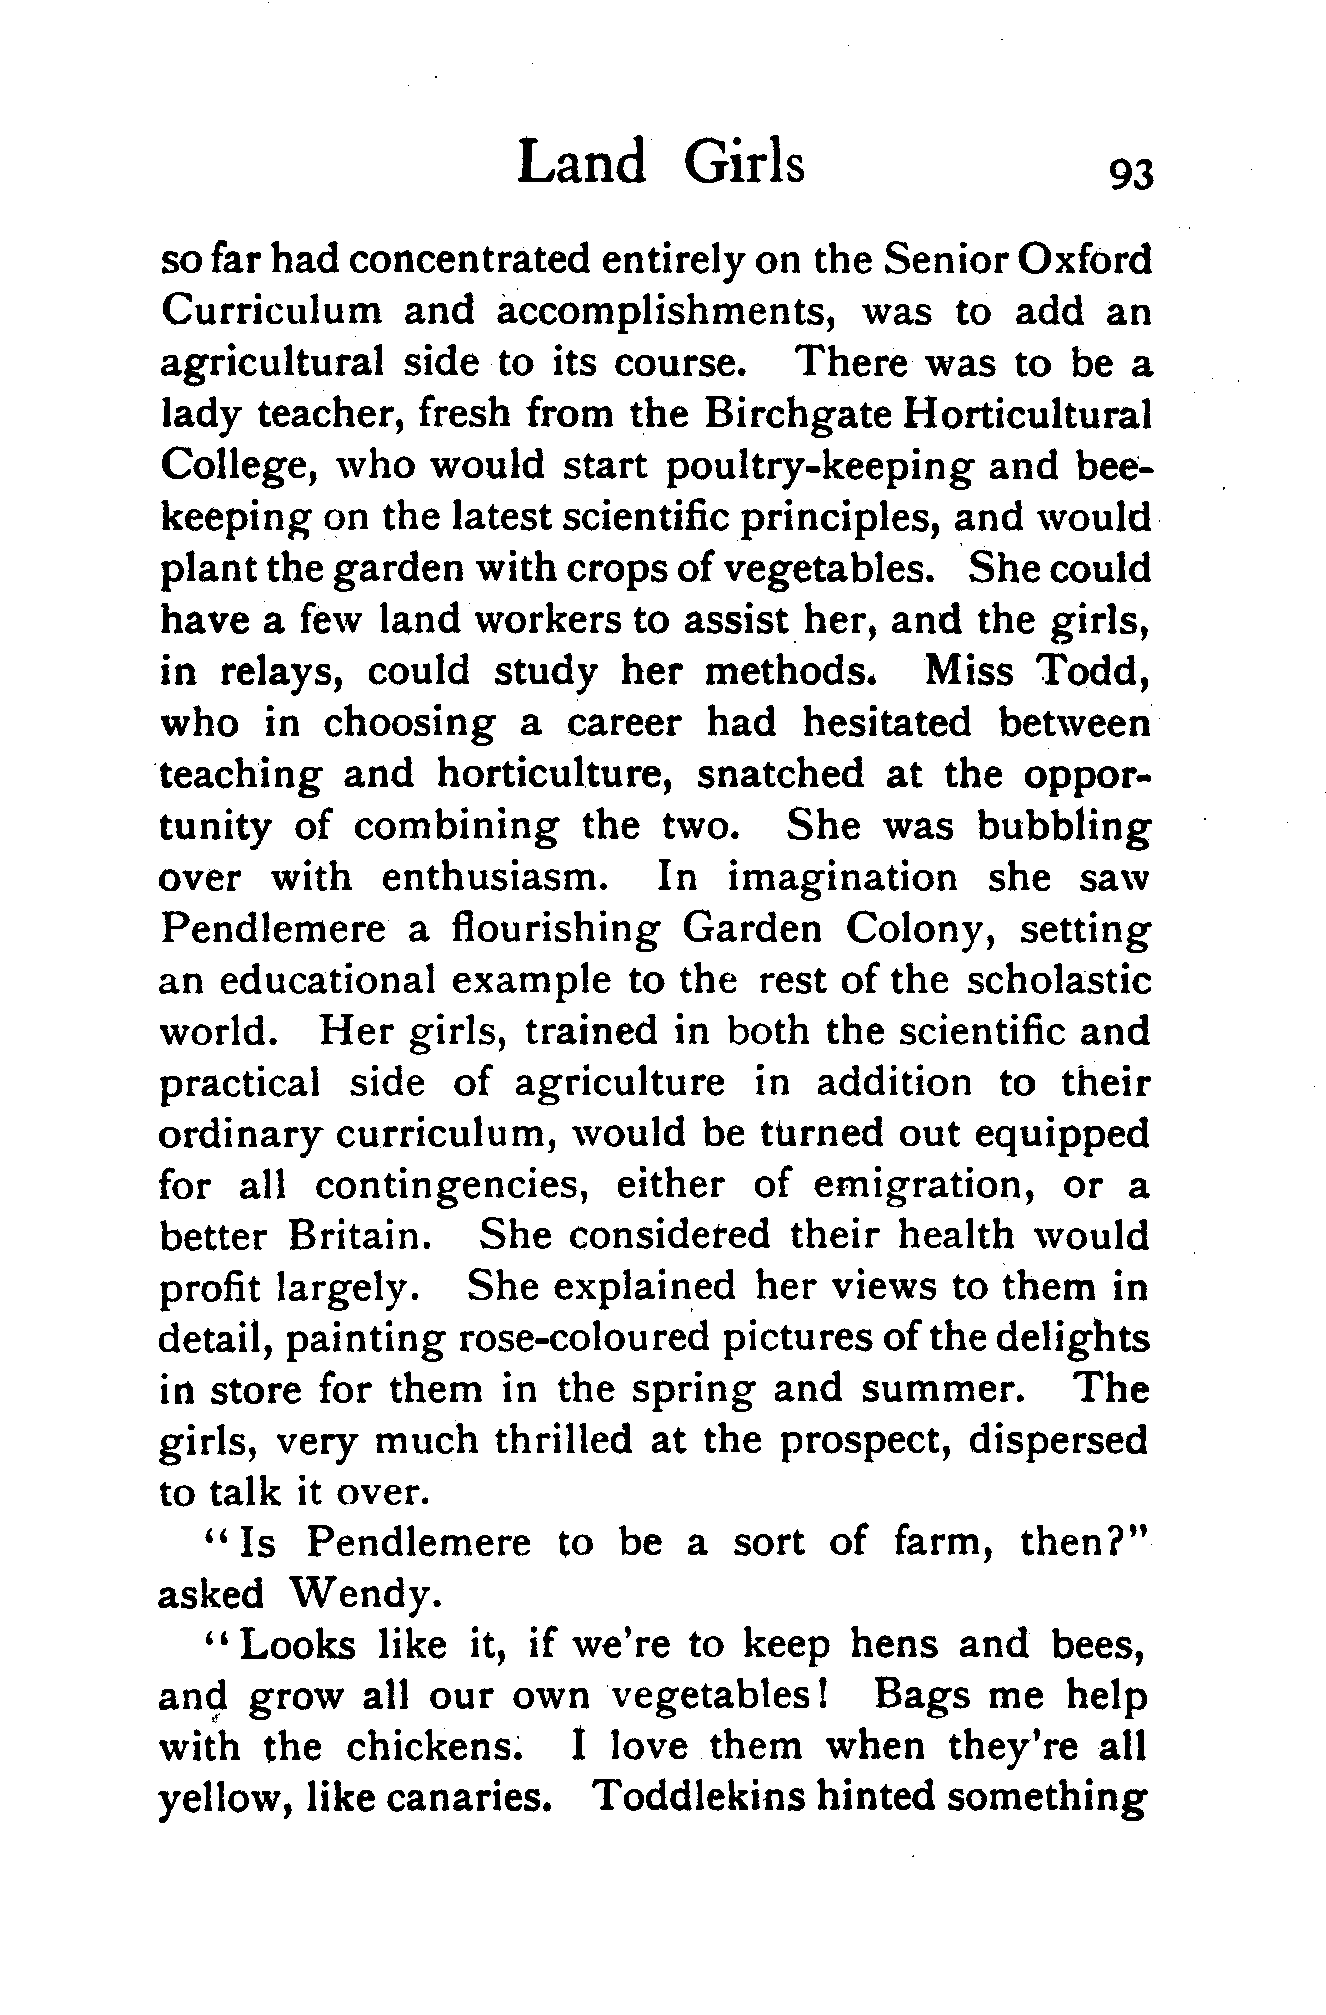 Land Girls 93
so far had concentrated entirely on the Senior Oxford
Curriculum and accomplishments, was to add an
agricultural side to its course. There was to be a
lady teacher, fresh from the Birchgate Horticultural
College, who would start poultry-keeping and bee-
keeping on the latest scientific principles, and would
plant the garden with crops of vegetables. She could
have a few land workers to assist her, and the girls,
in relays, could study her methods. Miss Todd,
who in choosing a career had hesitated between
teaching and horticulture, snatched at the oppor-
tunity of combining the two. She was bubbling
over with enthusiasm. In imagination she saw
Pendlemere a flourishing Garden Colony, setting
an educational example to the rest of the scholastic
world. Her girls, trained in both the scientific and
practical side of agriculture in addition to their
ordinary curriculum, would be turned out equipped
for all contingencies, either of emigration, or a
better Britain. She considered their health would
profit largely. She explained her views to them in
detail, painting rose-coloured pictures of the delights
in store for them in the spring and summer. The
girls, very much thrilled at the prospect, dispersed
to talk it over.
"Is Pendlemere to be a sort of farm, then?"
asked Wendy.
"Looks like it, if we're to keep hens and bees,
and grow all our own vegetables! Bags me help
with the chickens. I love them when they're all
yellow, like canaries. Toddlekins hinted something